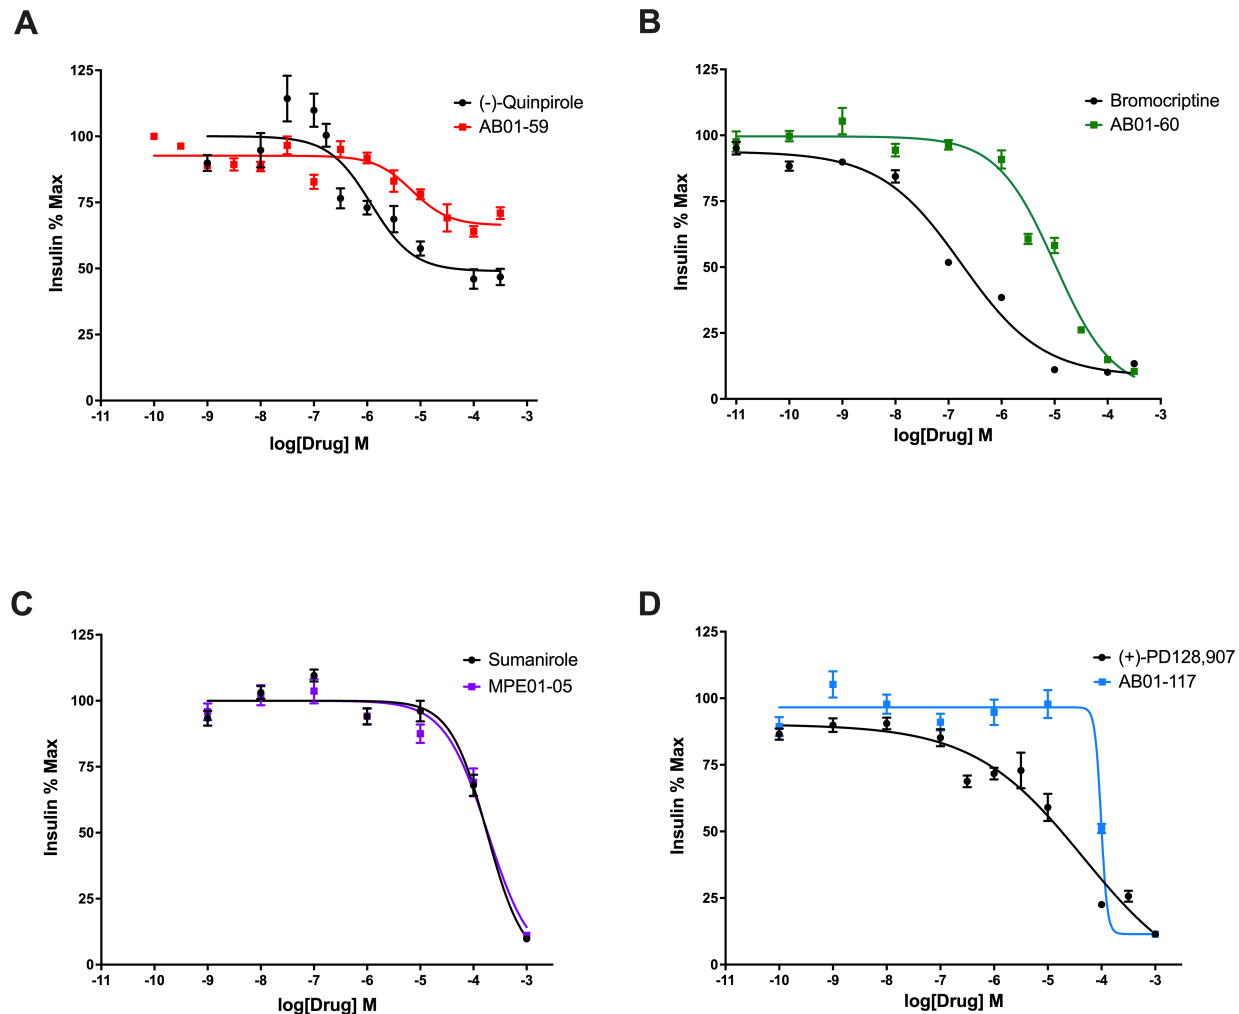 A
125
100
75
50
25
0
Insulin % Max
-11 -10 -9 -8 -7 -6 -5 -4 -3
log[Drug] M
(-)-Quinpirole
AB01-59
B
125
100
75
50
25
0
Insulin % Max
-11 -10 -9 -8 -7 -6 -5 -4 -3
log[Drug] M
Bromocriptine
AB01-60
C
125
100
75
50
25
0
Insulin % Max
-11 -10 -9 -8 -7 -6 -5 -4 -3
log[Drug] M
Sumanirole
MPE01-05
D
125
100
75
50
25
0
Insulin % Max
-11 -10 -9 -8 -7 -6 -5 -4 -3
log[Drug] M
(+)-PD128,907
AB01-117